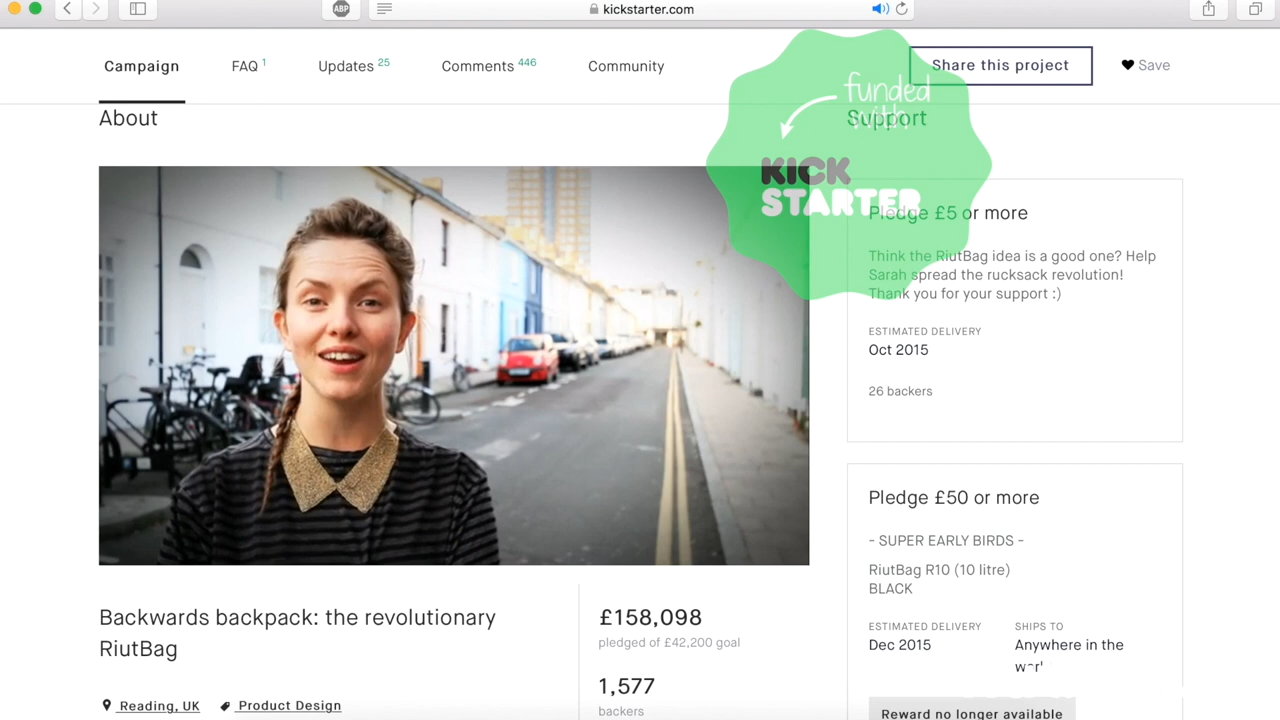 ABP
kickstarter.com
Campaign
FAQ 1
Updates 25
Comments 446
Community
Share this project
Save
About
Support
funded
with
KICK
STARTER
Pledge £5 or more
Think the RiutBag idea is a good one? Help
Sarah spread the rucksack revolution!
Thank you for your support :)
ESTIMATED DELIVERY
Oct 2015
26 backers
Pledge £50 or more
- SUPER EARLY BIRDS -
RiutBag R10 (10 litre)
BLACK
ESTIMATED DELIVERY
SHIPS TO
Dec 2015
Anywhere in the
Reward no longer available
Backwards backpack: the revolutionary
RiutBag
£158,098
pledged of £42,200 goal
1,577
backers
Reading, UK
Product Design